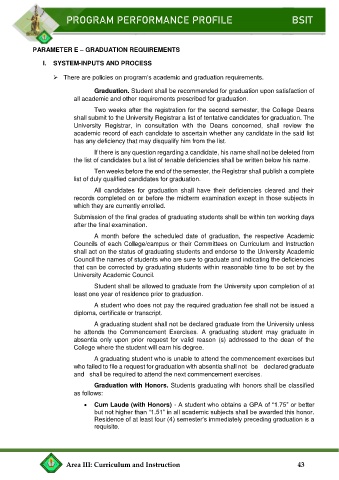 PROGRAM PERFORMANCE PROFILE BSIT
PARAMETER E – GRADUATION REQUIREMENTS
I. SYSTEM-INPUTS AND PROCESS
➢ There are policies on program's academic and graduation requirements.
Graduation. Student shall be recommended for graduation upon satisfaction of
all academic and other requirements prescribed for graduation.
Two weeks after the registration for the second semester, the College Deans
shall submit to the University Registrar a list of tentative candidates for graduation. The
University Registrar, in consultation with the Deans concerned, shall review the
academic record of each candidate to ascertain whether any candidate in the said list
has any deficiency that may disqualify him from the list.
If there is any question regarding a candidate, his name shall not be deleted from
the list of candidates but a list of tenable deficiencies shall be written below his name.
Ten weeks before the end of the semester, the Registrar shall publish a complete
list of duly qualified candidates for graduation.
All candidates for graduation shall have their deficiencies cleared and their
records completed on or before the midterm examination except in those subjects in
which they are currently enrolled.
Submission of the final grades of graduating students shall be within ten working days
after the final examination.
A month before the scheduled date of graduation, the respective Academic
Councils of each College/campus or their Committees on Curriculum and Instruction
shall act on the status of graduating students and endorse to the University Academic
Council the names of students who are sure to graduate and indicating the deficiencies
that can be corrected by graduating students within reasonable time to be set by the
University Academic Council.
Student shall be allowed to graduate from the University upon completion of at
least one year of residence prior to graduation.
A student who does not pay the required graduation fee shall not be issued a
diploma, certificate or transcript.
A graduating student shall not be declared graduate from the University unless
he attends the Commencement Exercises. A graduating student may graduate in
absentia only upon prior request for valid reason (s) addressed to the dean of the
College where the student will earn his degree.
A graduating student who is unable to attend the commencement exercises but
who failed to file a request for graduation with absentia shall not be declared graduate
and shall be required to attend the next commencement exercises.
Graduation with Honors. Students graduating with honors shall be classified
as follows:
• Cum Laude (with Honors) - A student who obtains a GPA of "1.75" or better
but not higher than "1.51" in all academic subjects shall be awarded this honor.
Residence of at least four (4) semester's immediately preceding graduation is a
requisite.
Area III: Curriculum and Instruction 43